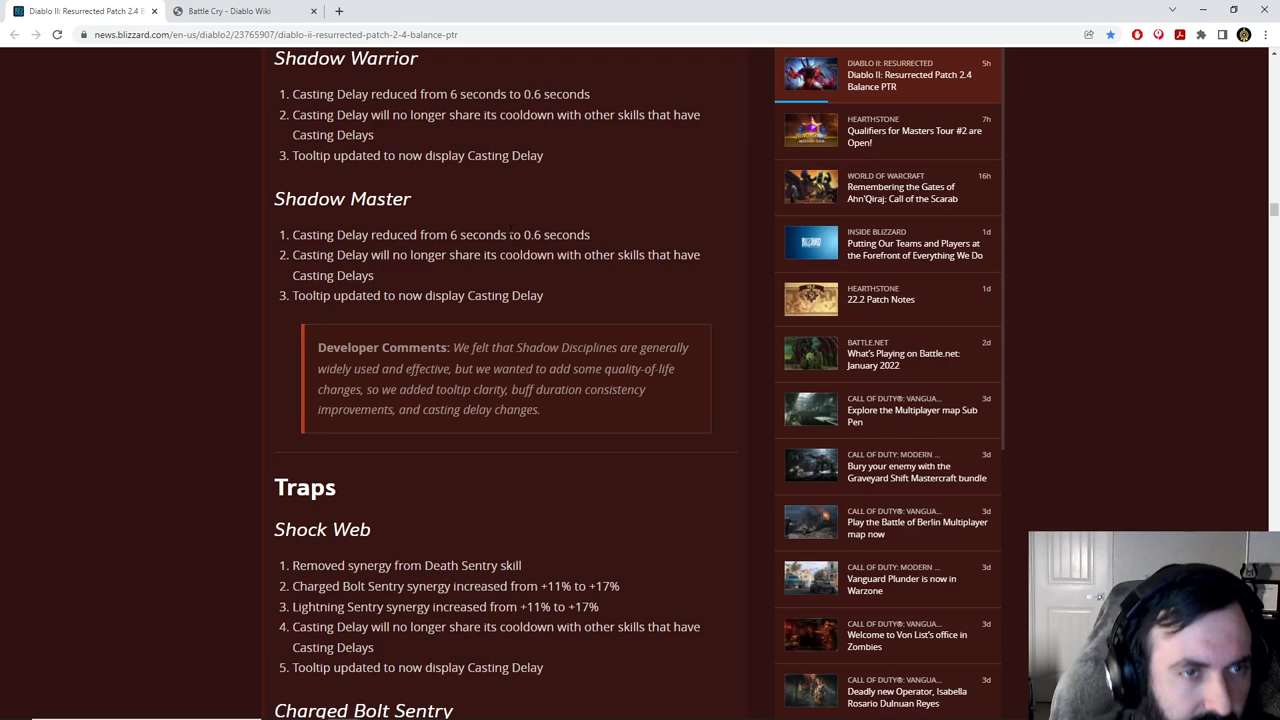 Diablo II: Resurrected Patch 2.4 B
Battle Cry - Diablo Wiki
news.blizzard.com/en-us/diablo2/23765907/diablo-ii-resurrected-patch-2-4-balance-ptr
Shadow Warrior
1. Casting Delay reduced from 6 seconds to 0.6 seconds
2. Casting Delay will no longer share its cooldown with other skills that have
Casting Delays
3. Tooltip updated to now display Casting Delay
Shadow Master
1. Casting Delay reduced from 6 seconds to 0.6 seconds
2. Casting Delay will no longer share its cooldown with other skills that have
Casting Delays
3. Tooltip updated to now display Casting Delay
Developer Comments: We felt that Shadow Disciplines are generally
widely used and effective, but we wanted to add some quality-of-life
changes, so we added tooltip clarity, buff duration consistency
improvements, and casting delay changes.
Traps
Shock Web
1. Removed synergy from Death Sentry skill
2. Charged Bolt Sentry synergy increased from +11% to +17%
3. Lightning Sentry synergy increased from +11% to +17%
4. Casting Delay will no longer share its cooldown with other skills that have
Casting Delays
5. Tooltip updated to now display Casting Delay
Charged Bolt Sentry
DIABLO II: RESURRECTED 5h
Diablo II: Resurrected Patch 2.4
Balance PTR
HEARTHSTONE 7h
Qualifiers for Masters Tour #2 are
Open!
WORLD OF WARCRAFT 16h
Remembering the Gates of
Ahn'Qiraj: Call of the Scarab
INSIDE BLIZZARD 1d
Putting Our Teams and Players at
the Forefront of Everything We Do
HEARTHSTONE 1d
22.2 Patch Notes
BATTLE.NET 2d
What's Playing on Battle.net:
January 2022
CALL OF DUTY®: VANGUA... 3d
Explore the Multiplayer map Sub
Pen
CALL OF DUTY: MODERN ... 3d
Bury your enemy with the
Graveyard Shift Mastercraft bundle
CALL OF DUTY®: VANGUA... 3d
Play the Battle of Berlin Multiplayer
map now
CALL OF DUTY: MODERN ... 3d
Vanguard Plunder is now in
Warzone
CALL OF DUTY®: VANGUA... 3d
Welcome to Von List's office in
Zombies
CALL OF DUTY®: VANGUA... 3d
Deadly new Operator, Isabella
Rosario Dulnuan Reyes